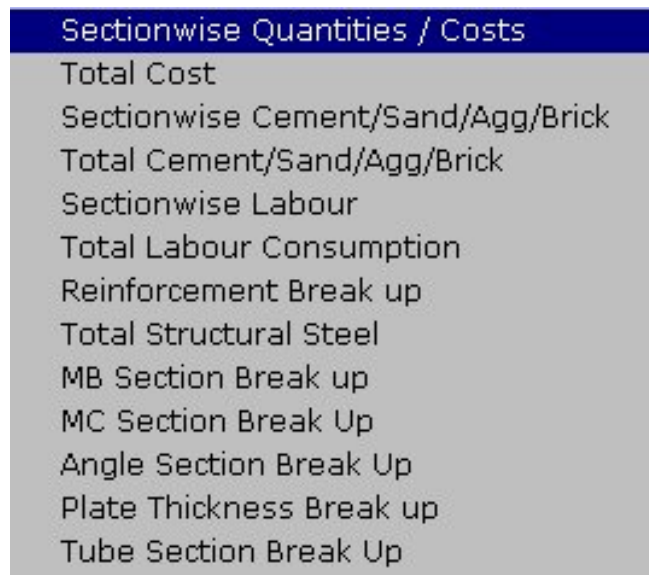 Sectionwise Quantities / Costs
Total Cost
Sectionwise Cement/Sand/Agg/Brick
Total Cement/Sand/Agg/Brick
Sectionwise Labour
Total Labour Consumption
Reinforcement Break up
Total Structural Steel
MB Section Break up
MC Section Break Up
Angle Section Break Up
Plate Thickness Break up
Tube Section Break Up